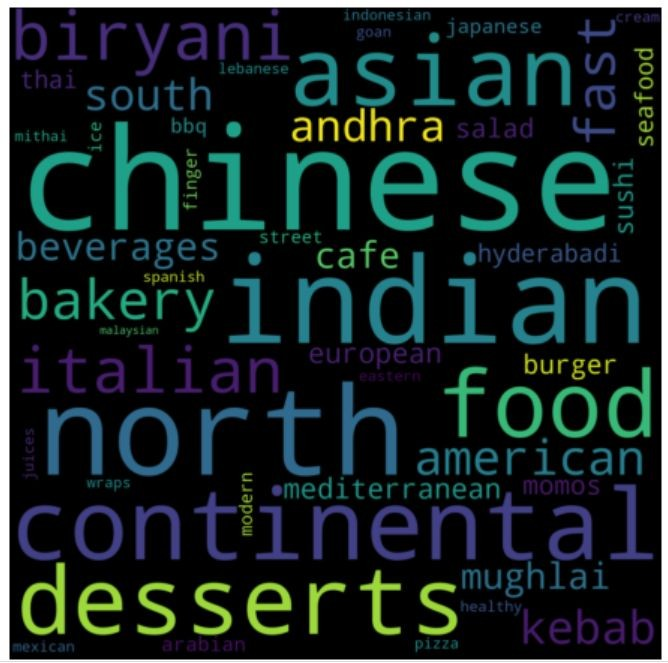 biryani
indonesian
goan
japanese
cream
thai
lebanese
asian
fast
seafood
south
mithai
ice
bbq
andhra
salad
chinese
finger
sushi
beverages
street
cafe
hyderabadi
spanish
bakery
indian
malaysian
italian
european
eastern
burger
north
food
juices
american
wraps
modern
mediterranean
momos
continental
desserts
mughlai
healthy
kebab
mexican
arabian
pizza